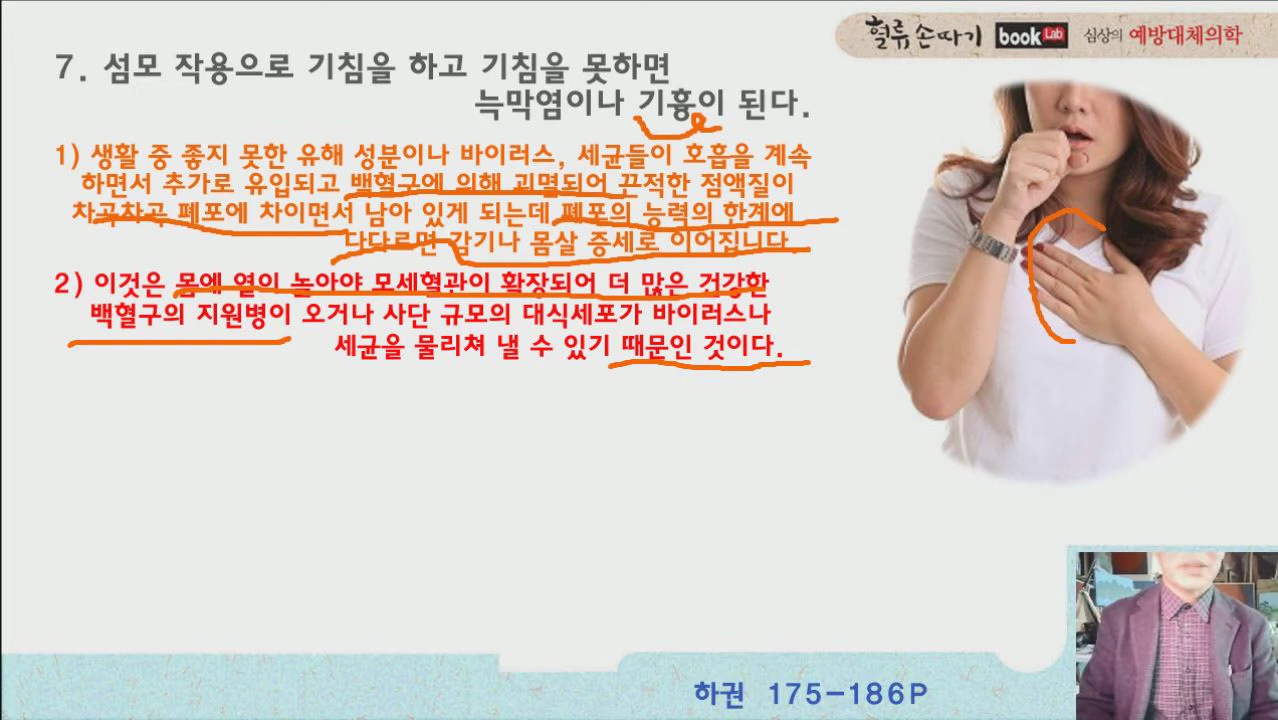 혈류 손따기 book Lab 심상의 예방대체의학
7. 섬모 작용으로 기침을 하고 기침을 못하면
늑막염이나 기흉이 된다.
1) 생활 중 좋지 못한 유해 성분이나 바이러스, 세균들이 호흡을 계속
하면서 추가로 유입되고 백혈구에 의해 괴멸되어 끈적한 점액질이
차곡차곡 폐포에 차이면서 남아 있게 되는데 폐포의 능력의 한계에
다다르면 감기나 몸살 증세로 이어집니다.
2) 이것은 몸에 열이 높아야 모세혈관이 확장되어 더 많은 건강한
백혈구의 지원병이 오거나 사단 규모의 대식세포가 바이러스나
세균을 물리쳐 낼 수 있기 때문인 것이다.
하권 175-186P